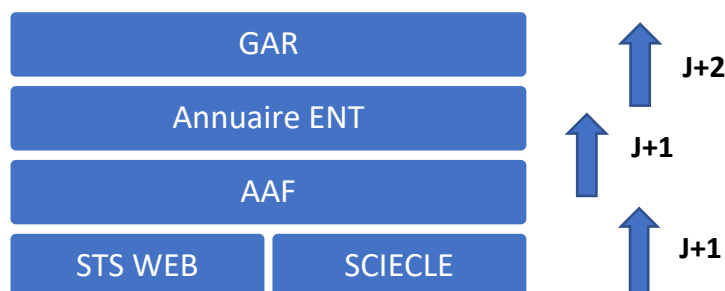 GAR
J+2
Annuaire ENT
J+1
AAF
STS WEB
SCIECLE
J+1